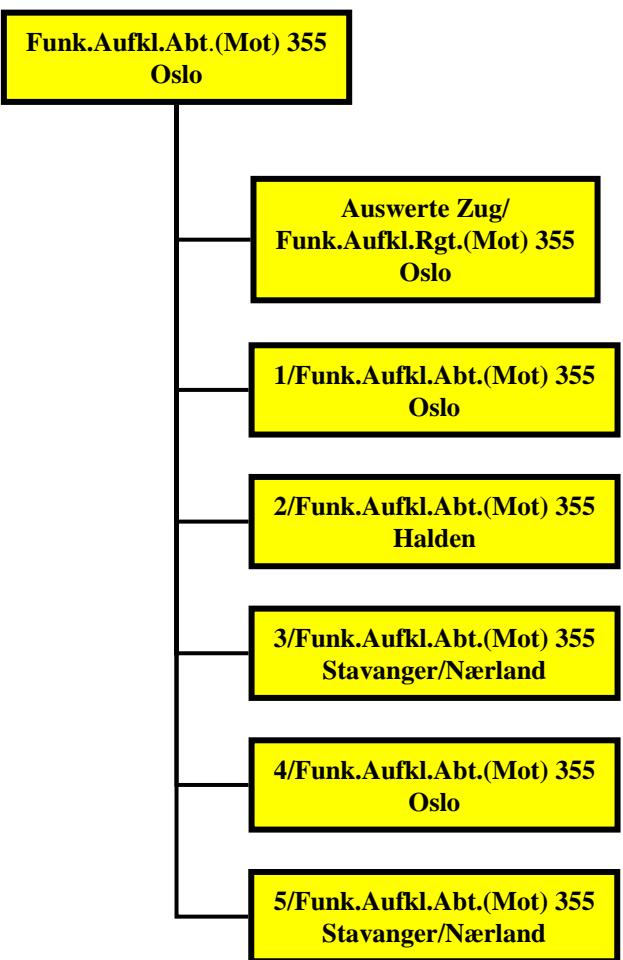 Funk.Aufkl.Abt.(Mot) 355
Oslo
Auswerte Zug/
Funk.Aufkl.Rgt.(Mot) 355
Oslo
1/Funk.Aufkl.Abt.(Mot) 355
Oslo
2/Funk.Aufkl.Abt.(Mot) 355
Halden
3/Funk.Aufkl.Abt.(Mot) 355
Stavanger/Nærland
4/Funk.Aufkl.Abt.(Mot) 355
Oslo
5/Funk.Aufkl.Abt.(Mot) 355
Stavanger/Nærland